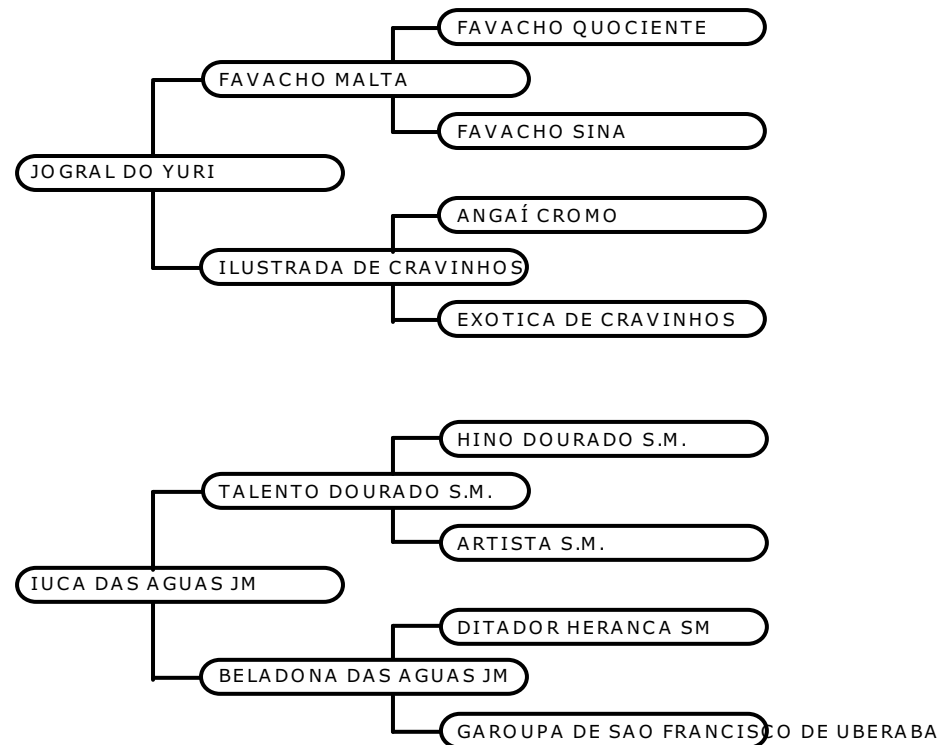 FAVACHO QUOCIENTE
FAVACHO MALTA
FAVACHO SINA
JOGRAL DO YURI
ANGAÍ CROMO
ILUSTRADA DE CRAVINHOS
EXOTICA DE CRAVINHOS
HINO DOURADO S.M.
TALENTO DOURADO S.M.
ARTISTA S.M.
IUCA DAS AGUAS JM
DITADOR HERANCA SM
BELADONA DAS AGUAS JM
GAROUPA DE SAO FRANCISCO DE UBERABA